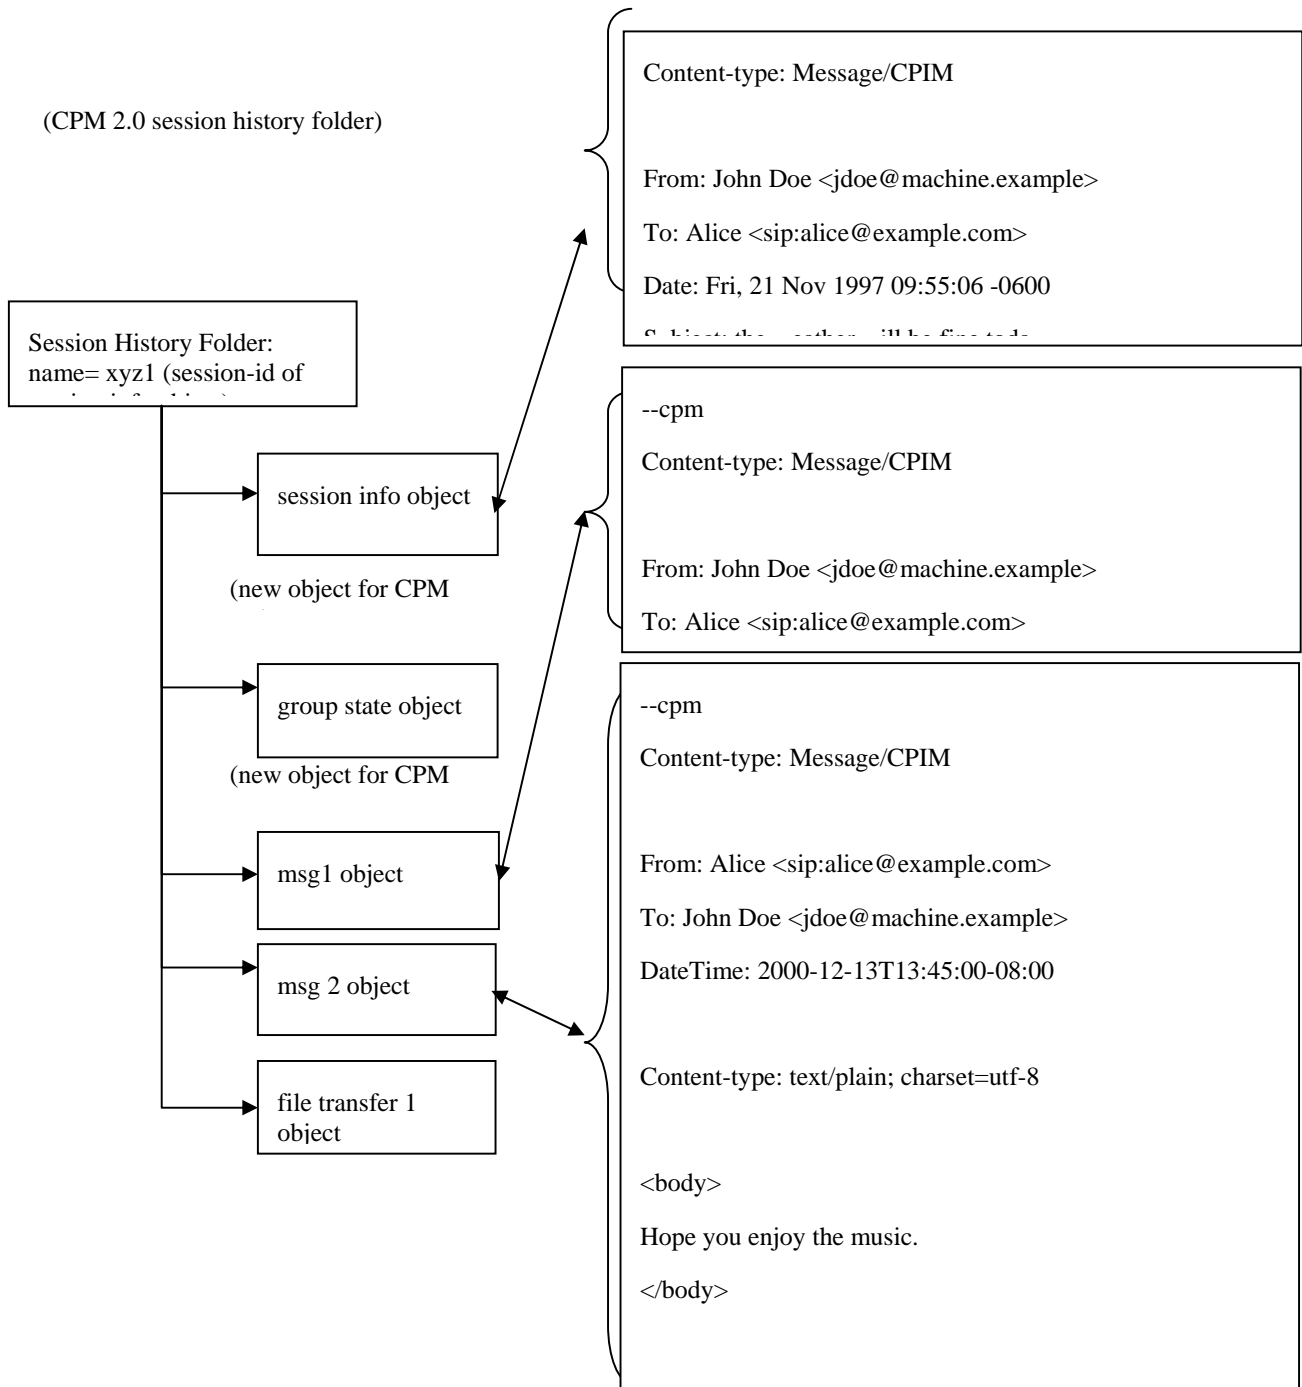 (CPM 2.0 session history folder)
Content-type: Message/CPIM
From: John Doe <jdoe@machine.example>
To: Alice <sip:alice@example.com>
Date: Fri, 21 Nov 1997 09:55:06 -0600
Session History Folder:
name= xyz1 (session-id of
session info object
(new object for CPM
group state object
(new object for CPM
msg1 object
msg 2 object
file transfer 1
object
--cpm
Content-type: Message/CPIM
From: John Doe <jdoe@machine.example>
To: Alice <sip:alice@example.com>
--cpm
Content-type: Message/CPIM
From: Alice <sip:alice@example.com>
To: John Doe <jdoe@machine.example>
DateTime: 2000-12-13T13:45:00-08:00
Content-type: text/plain; charset=utf-8
<body>
Hope you enjoy the music.
</body>